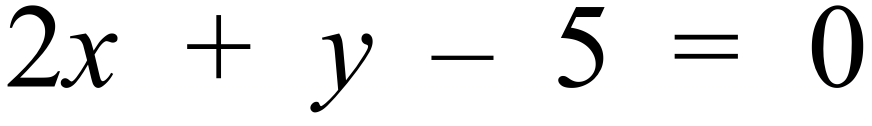 2x + y − 5 = 0